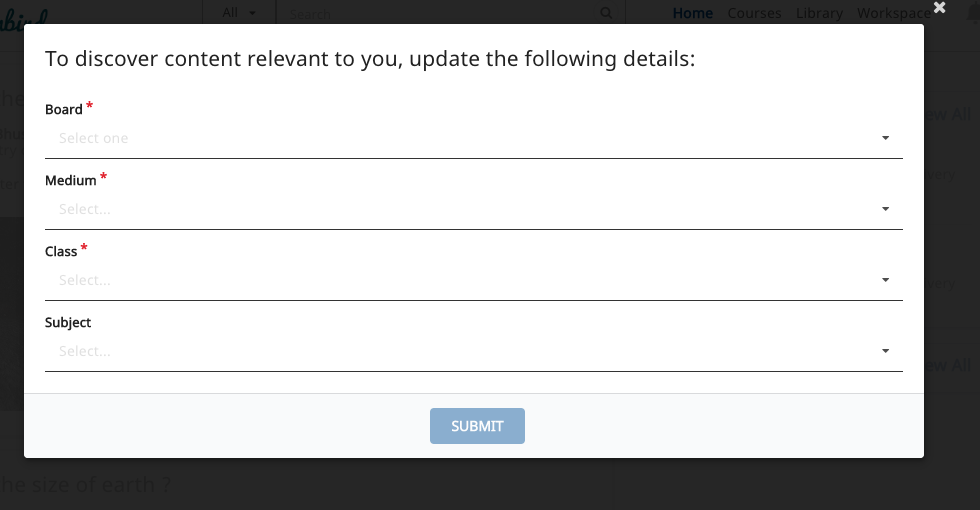 All
Search
Home Courses Library Workspace
To discover content relevant to you, update the following details:
Board *
Select one
Medium *
Select...
Class *
Select...
Subject
Select...
SUBMIT
he size of earth ?